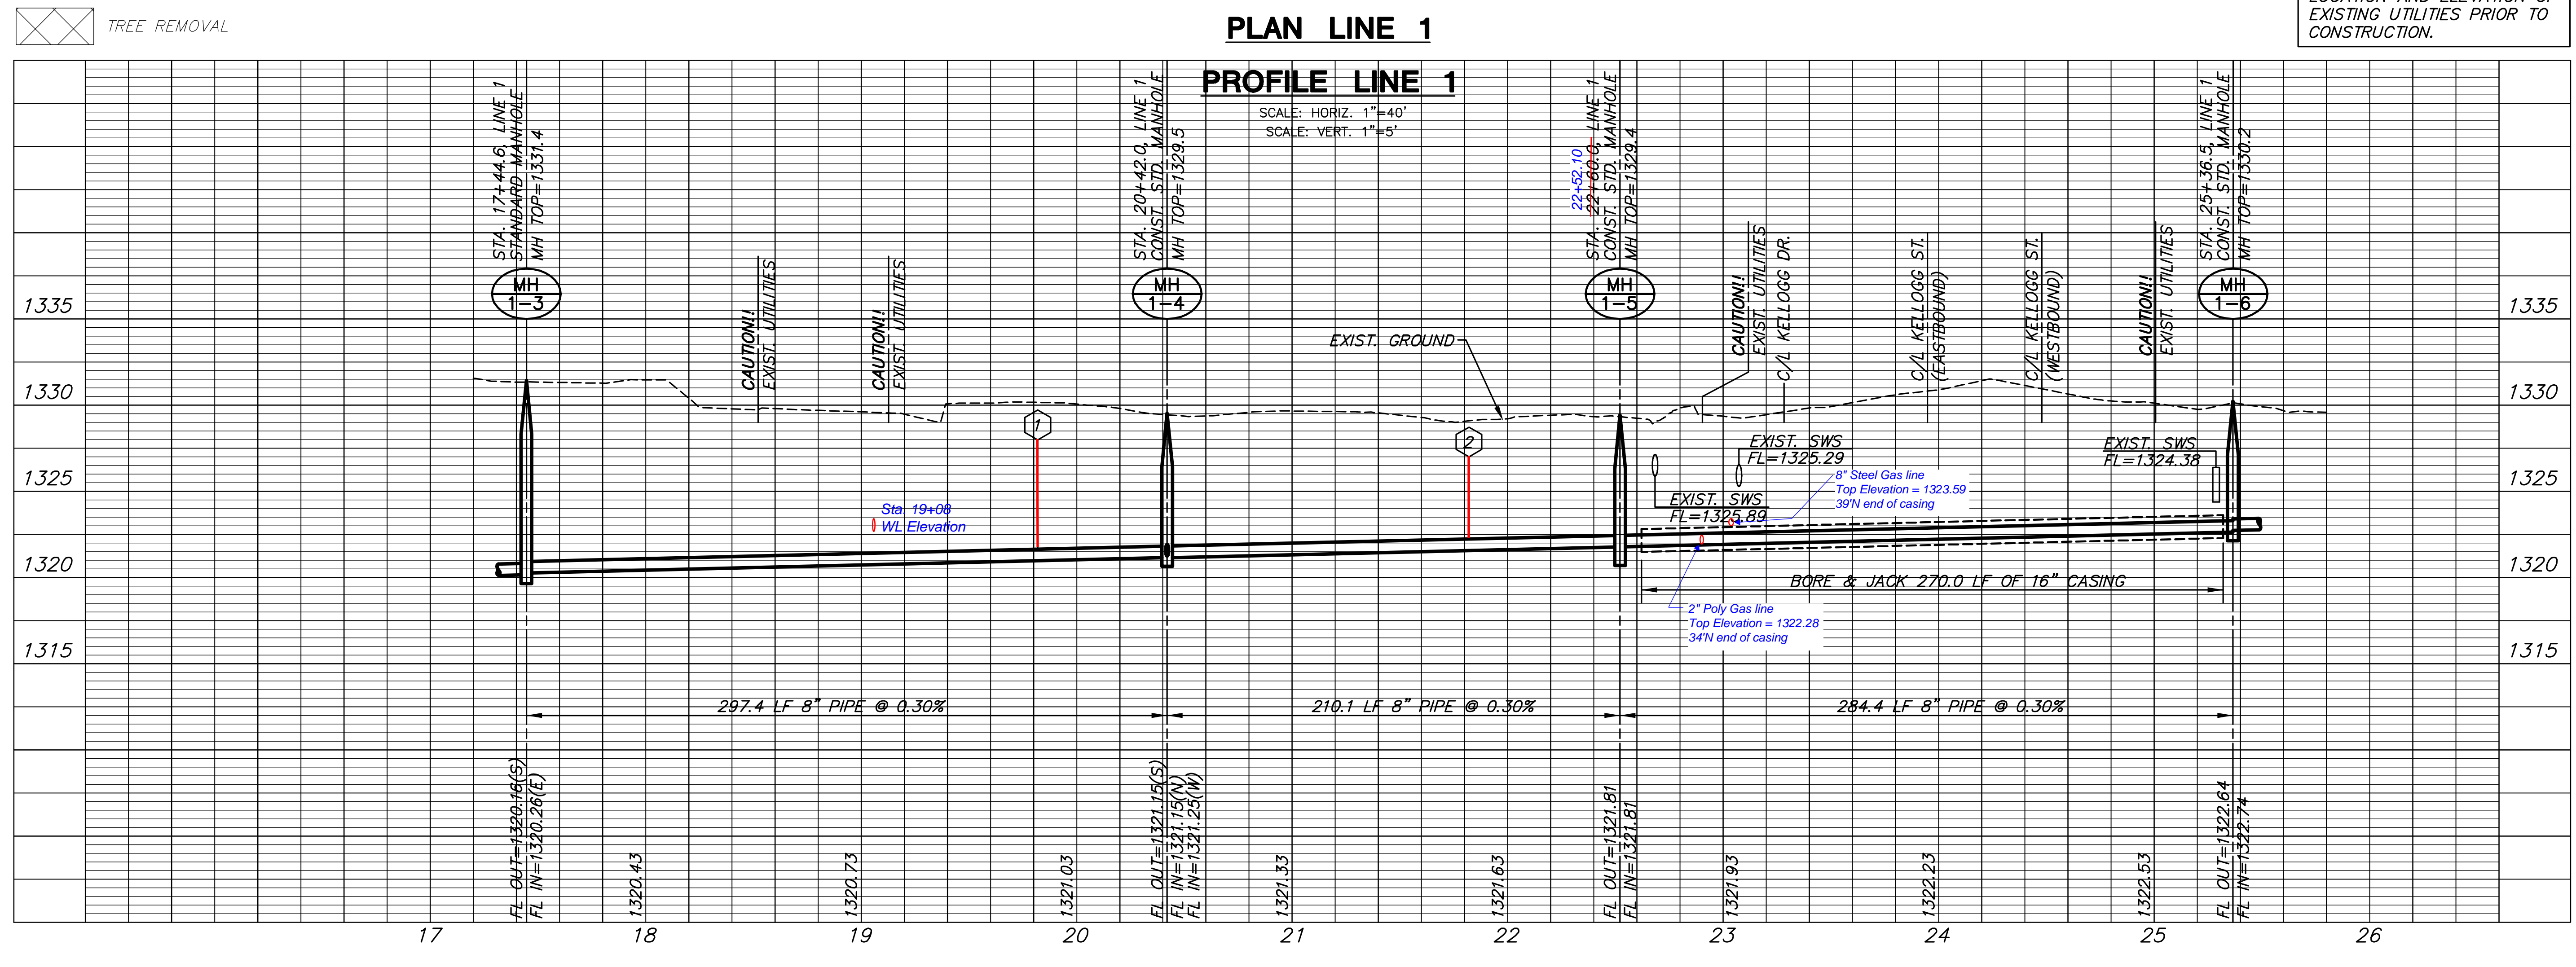 TREE REMOVAL
PLAN LINE 1
EXISTING UTILITIES PRIOR TO
CONSTRUCTION.
PROFILE LINE 1
SCALE: HORIZ. 1"=40'
SCALE: VERT. 1"=5'
STA. 17+44.6, LINE 1
STANDARD MANHOLE
MH TOP=1331.4
STA. 20+42.0, LINE 1
CONST. STD. MANHOLE
MH TOP=1329.5
22+52.10
STA. 22+60.0, LINE 1
CONST. STD. MANHOLE
MH TOP=1329.4
STA. 25+36.5, LINE 1
CONST. STD. MANHOLE
MH TOP=1330.2
MH
1-3
MH
1-4
MH
1-5
MH
1-6
CAUTION!!
EXIST. UTILITIES
CAUTION!!
EXIST. UTILITIES
CAUTION!!
EXIST. UTILITIES
C/L KELLOGG DR.
C/L KELLOGG ST.
(EASTBOUND)
C/L KELLOGG ST.
(WESTBOUND)
CAUTION!!
EXIST. UTILITIES
1335
1335
EXIST. GROUND
1330
1330
1
2
EXIST. SWS
FL=1325.29
EXIST. SWS
FL=1324.38
1325
1325
8" Steel Gas line
Top Elevation = 1323.59
39'N end of casing
EXIST. SWS
FL=1325.89
Sta. 19+08
WL Elevation
1320
1320
BORE & JACK 270.0 LF OF 16" CASING
2" Poly Gas line
Top Elevation = 1322.28
34'N end of casing
1315
1315
297.4 LF 8" PIPE @ 0.30%
210.1 LF 8" PIPE @ 0.30%
284.4 LF 8" PIPE @ 0.30%
FL OUT=1320.16(S)
FL IN=1320.26(E)
1320.43
1320.73
1321.03
FL OUT=1321.15(S)
FL IN=1321.15(N)
FL IN=1321.25(W)
1321.33
1321.63
FL OUT=1321.81
FL IN=1321.81
1321.93
1322.23
1322.53
FL OUT=1322.64
FL IN=1322.74
17
18
19
20
21
22
23
24
25
26